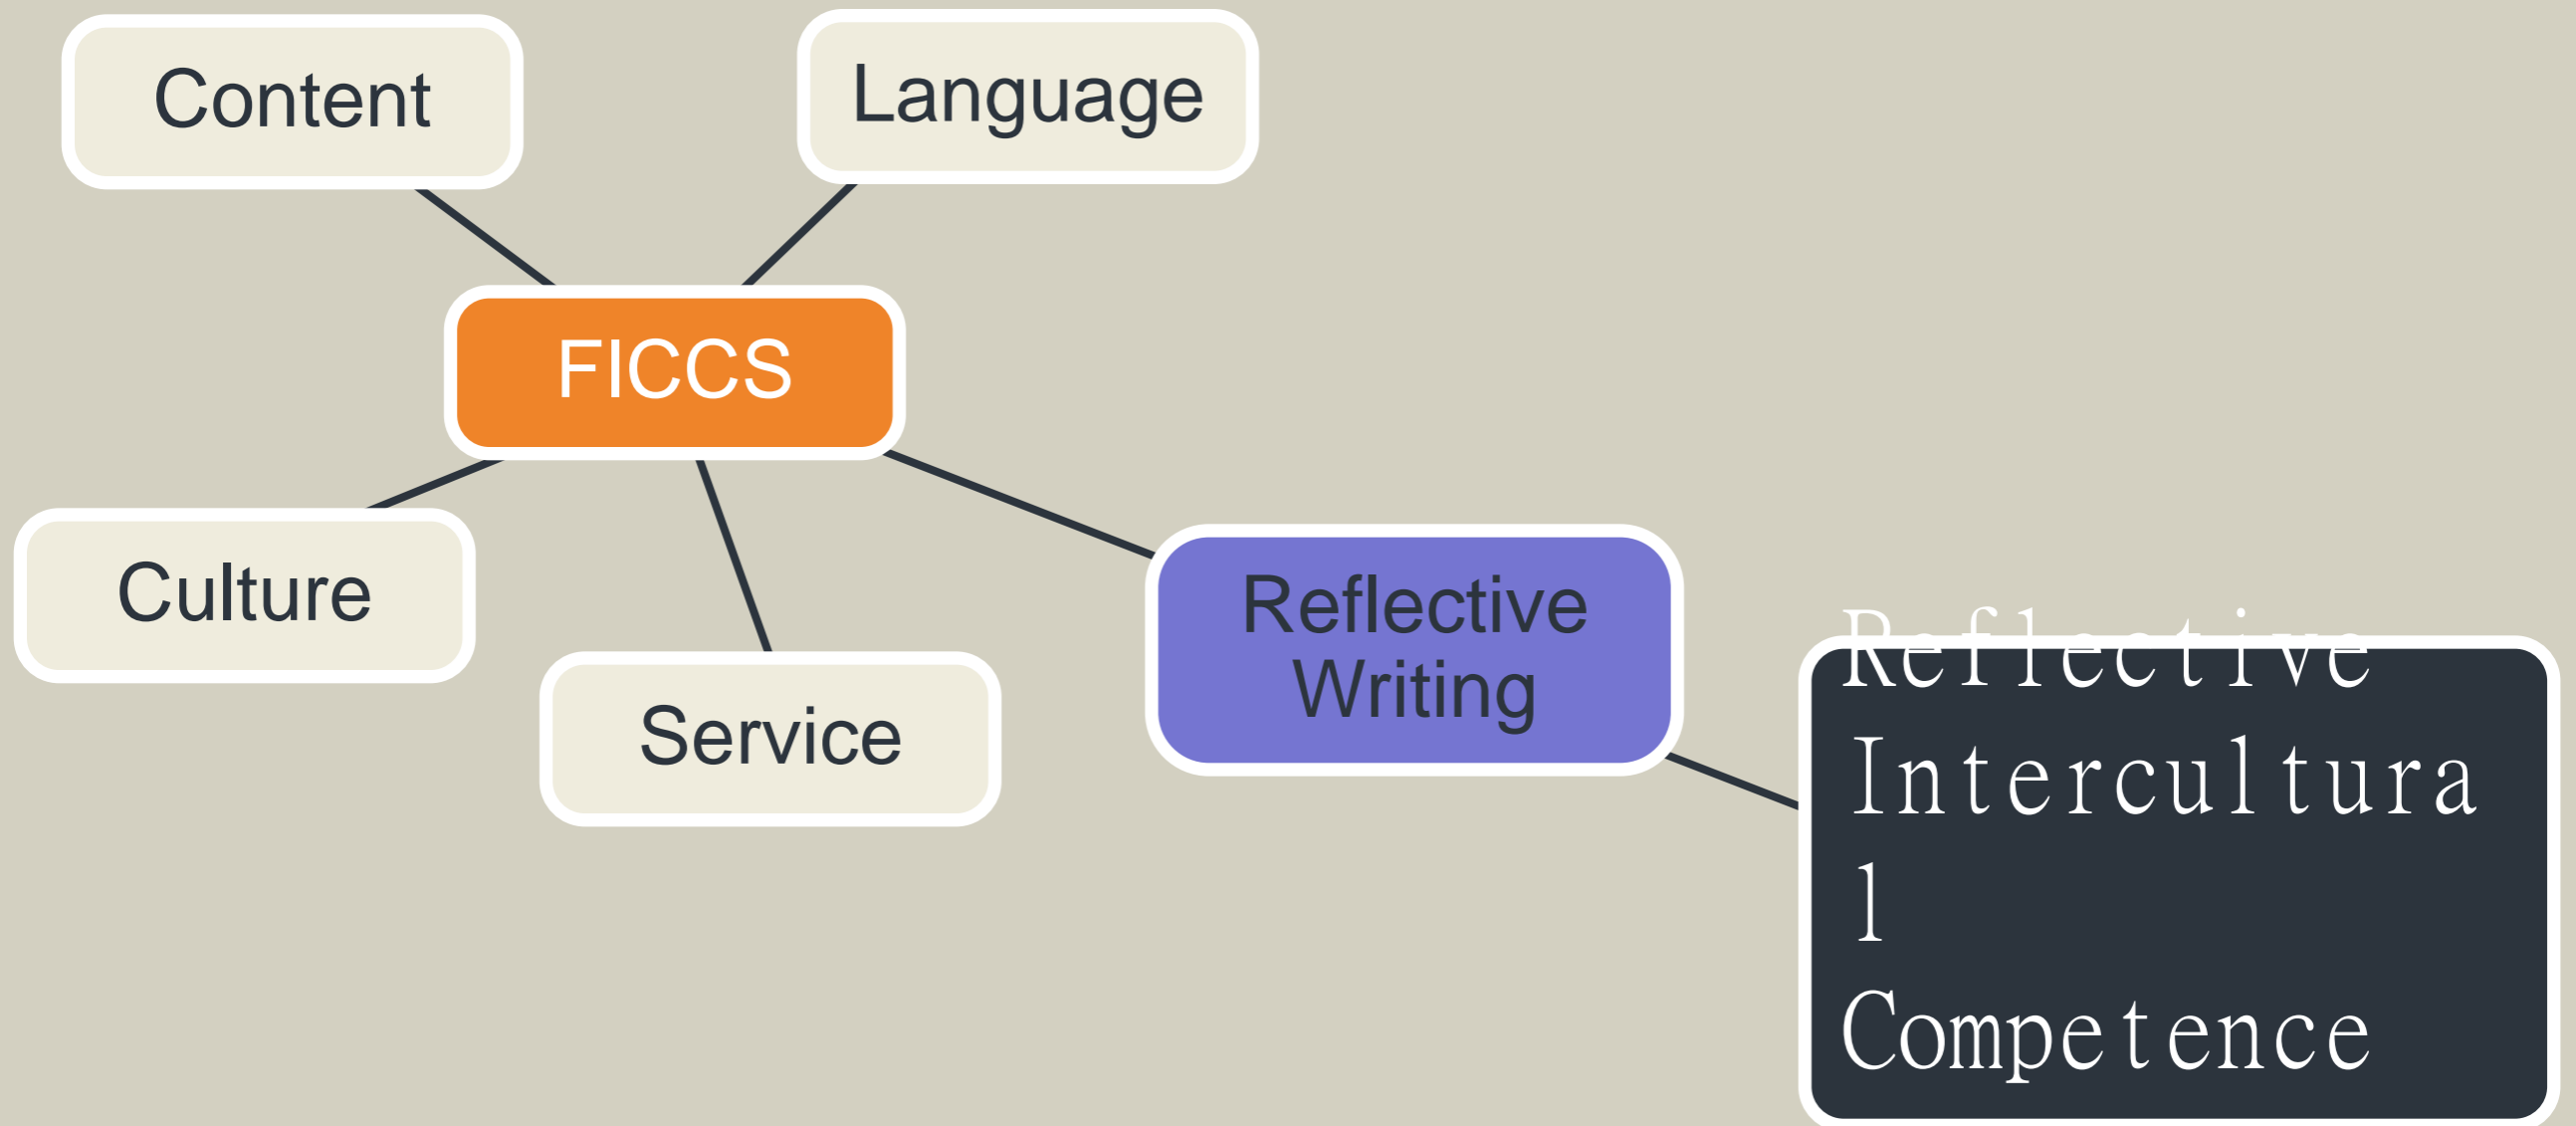 Content
Language
FICCS
Culture
Service
Reflective
Writing
Reflective
Intercultura
l
Competence